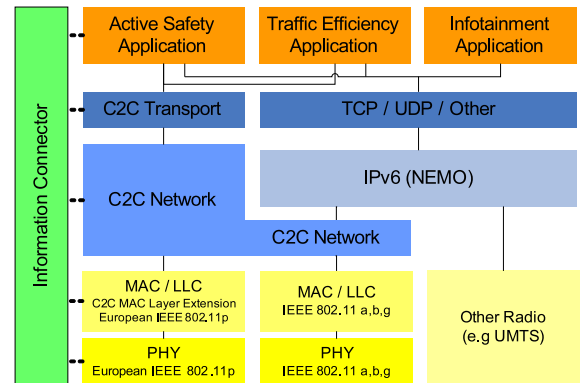 Information Connector
Active Safety
Application
Traffic Efficiency
Application
Infotainment
Application
C2C Transport
TCP / UDP / Other
C2C Network
IPv6 (NEMO)
C2C Network
MAC / LLC
C2C MAC Layer Extension
European IEEE 802.11p
MAC / LLC
IEEE 802.11 a,b,g
Other Radio
(e.g UMTS)
PHY
European IEEE 802.11p
PHY
IEEE 802.11 a,b,g